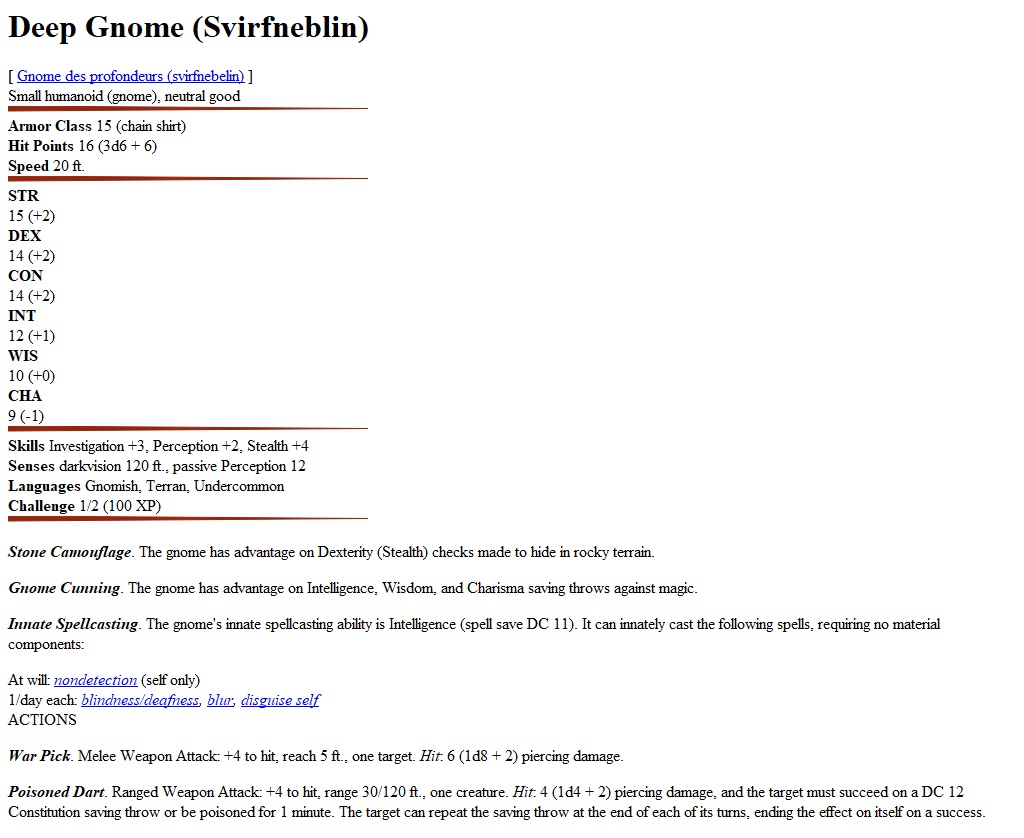 Deep Gnome (Svirfneblin)
[ Gnome des profondeurs (svirfnebelin) ]
Small humanoid (gnome), neutral good
Armor Class 15 (chain shirt)
Hit Points 16 (3d6 + 6)
Speed 20 ft.
STR
15 (+2)
DEX
14 (+2)
CON
14 (+2)
INT
12 (+1)
WIS
10 (+0)
CHA
9 (-1)
Skills Investigation +3, Perception +2, Stealth +4
Senses darkvision 120 ft., passive Perception 12
Languages Gnomish, Terran, Undercommon
Challenge 1/2 (100 XP)
Stone Camouflage. The gnome has advantage on Dexterity (Stealth) checks made to hide in rocky terrain.
Gnome Cunning. The gnome has advantage on Intelligence, Wisdom, and Charisma saving throws against magic.
Innate Spellcasting. The gnome's innate spellcasting ability is Intelligence (spell save DC 11). It can innately cast the following spells, requiring no material
components:
At will: nondetection (self only)
1/day each: blindness/deafness, blur, disguise self
ACTIONS
War Pick. Melee Weapon Attack: +4 to hit, reach 5 ft., one target. Hit: 6 (1d8 + 2) piercing damage.
Poisoned Dart. Ranged Weapon Attack: +4 to hit, range 30/120 ft., one creature. Hit: 4 (1d4 + 2) piercing damage, and the target must succeed on a DC 12
Constitution saving throw or be poisoned for 1 minute. The target can repeat the saving throw at the end of each of its turns, ending the effect on itself on a success.